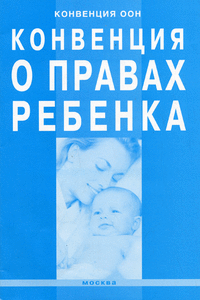 КОНВЕНЦИЯ ООН
КОНВЕНЦИЯ
О ПРАВАХ
РЕБЕНКА
МОСКВА